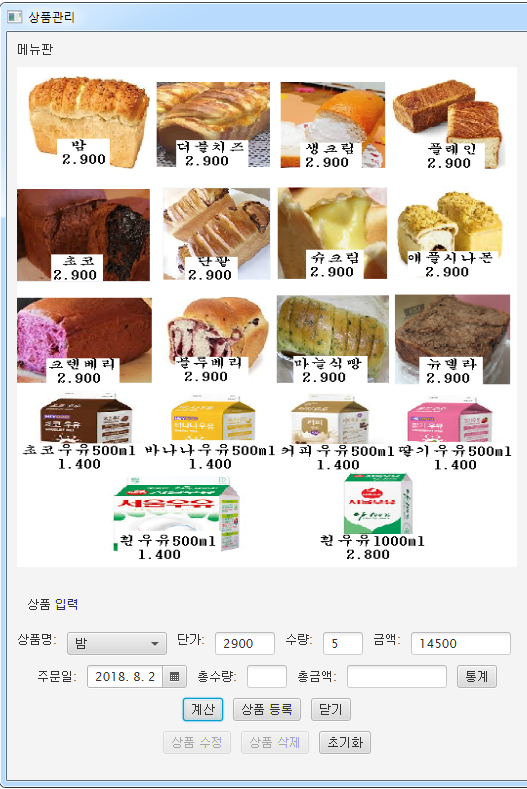 상품관리
메뉴판
밤 더블치즈 생크림 플레인
2.900 2.900 2.900 2.900
초코 단팥 슈크림 애플시나몬
2.900 2.900 2.900 2.900
크렌베리 블루베리 마늘식빵 뉴델라
2.900 2.900 2.900 2.900
초코우유500ml 바나나우유500ml 커피우유500ml 딸기우유500ml
1.400 1.400 1.400 1.400
서울우유
흰우유500ml 흰우유1000ml
1.400 2.800
상품 입력
상품명: 밤 단가: 2900 수량: 5 금액: 14500
주문일: 2018. 8. 2 총수량: 총금액: 통계
계산 상품 등록 닫기
상품 수정 상품 삭제 초기화